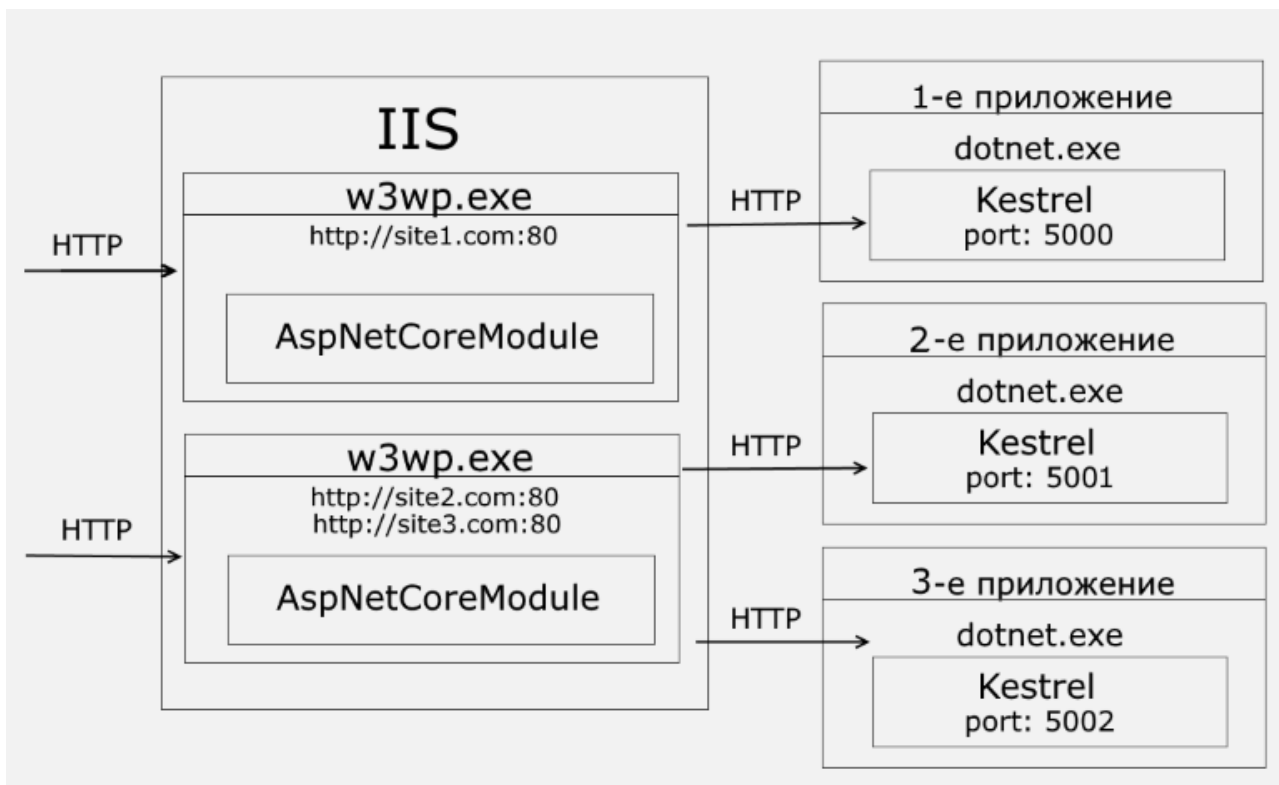 IIS
w3wp.exe
http://site1.com:80
HTTP
AspNetCoreModule
w3wp.exe
http://site2.com:80
http://site3.com:80
HTTP
AspNetCoreModule
HTTP
1-е приложение
dotnet.exe
Kestrel
port: 5000
HTTP
2-е приложение
dotnet.exe
Kestrel
port: 5001
HTTP
3-е приложение
dotnet.exe
Kestrel
port: 5002